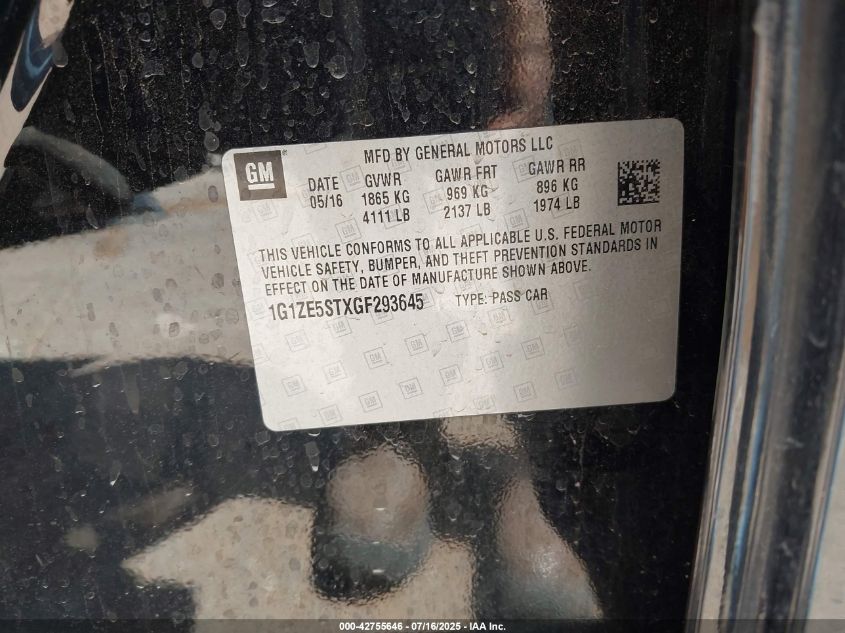 GM
MFD BY GENERAL MOTORS LLC
DATE GVWR GAWR FRT GAWR RR
05/16 1865 KG 969 KG 896 KG
4111 LB 2137 LB 1974 LB
THIS VEHICLE CONFORMS TO ALL APPLICABLE U.S. FEDERAL MOTOR
VEHICLE SAFETY, BUMPER, AND THEFT PREVENTION STANDARDS IN
EFFECT ON THE DATE OF MANUFACTURE SHOWN ABOVE.
1G1ZE5STXGF293645 TYPE: PASS CAR
000-42755646 - 07/16/2025 - IAA Inc.